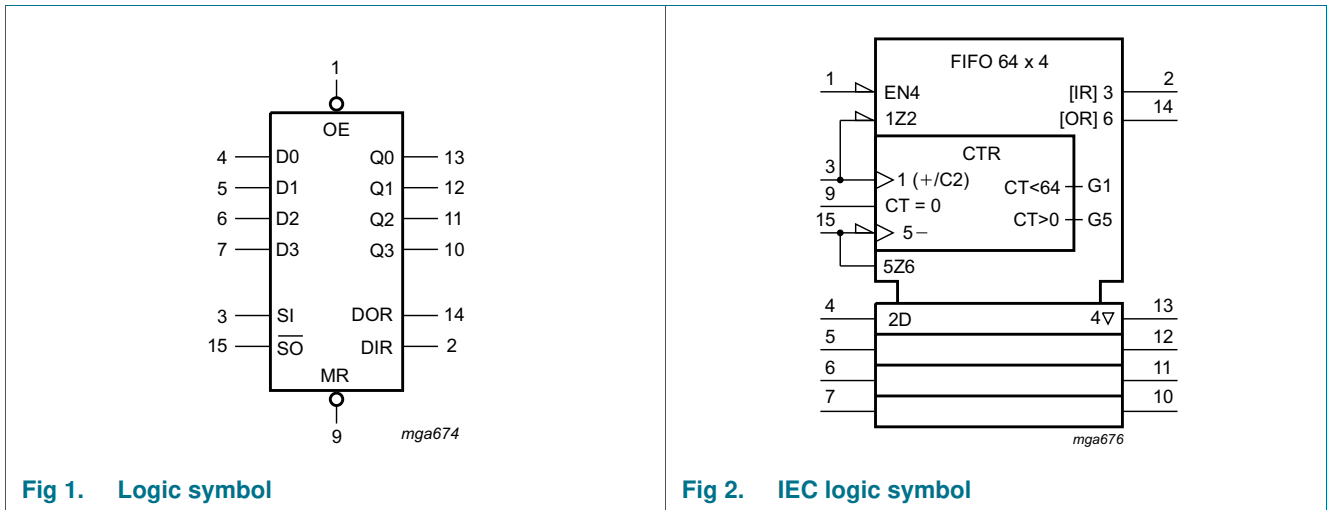 1
OE
4 D0 Q0 13
5 D1 Q1 12
6 D2 Q2 11
7 D3 Q3 10
3 SI DOR 14
15 S̅O̅ DIR 2
MR
9 mga674
Fig 1. Logic symbol
FIFO 64 x 4
1 EN4 [IR] 3 2
1Z2 [OR] 6 14
CTR
3 1 (+/C2) CT<64 G1
9 CT = 0
15 5− CT>0 G5
5Z6
4 2D 4▽ 13
5 12
6 11
7 10
mga676
Fig 2. IEC logic symbol